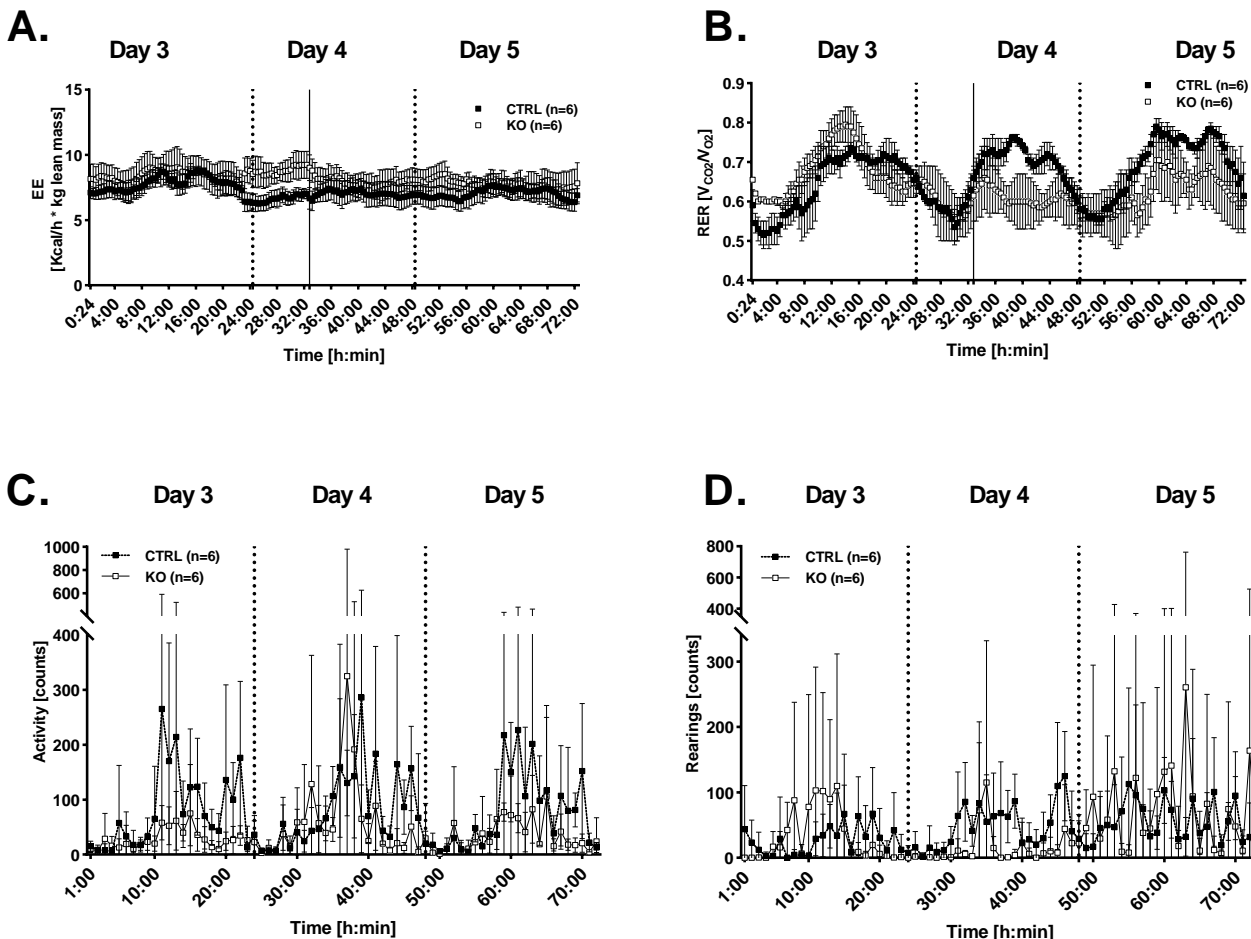 A.
Day 3 Day 4 Day 5
15
10
5
0
EE
[Kcal/h * kg lean mass]
CTRL (n=6)
KO (n=6)
0:24 4:00 8:00 12:00 16:00 20:00 24:00 28:00 32:00 36:00 40:00 44:00 48:00 52:00 56:00 60:00 64:00 68:00 72:00
Time [h:min]
B.
Day 3 Day 4 Day 5
0.9
0.8
0.7
0.6
0.5
0.4
RER [VCO2/VO2]
CTRL (n=6)
KO (n=6)
0:24 4:00 8:00 12:00 16:00 20:00 24:00 28:00 32:00 36:00 40:00 44:00 48:00 52:00 56:00 60:00 64:00 68:00 72:00
Time [h:min]
C.
Day 3 Day 4 Day 5
1000
800
600
400
300
200
100
0
Activity [counts]
CTRL (n=6)
KO (n=6)
1:00 10:00 20:00 30:00 40:00 50:00 60:00 70:00
Time [h:min]
D.
Day 3 Day 4 Day 5
800
600
400
300
200
100
0
Rearings [counts]
CTRL (n=6)
KO (n=6)
1:00 10:00 20:00 30:00 40:00 50:00 60:00 70:00
Time [h:min]